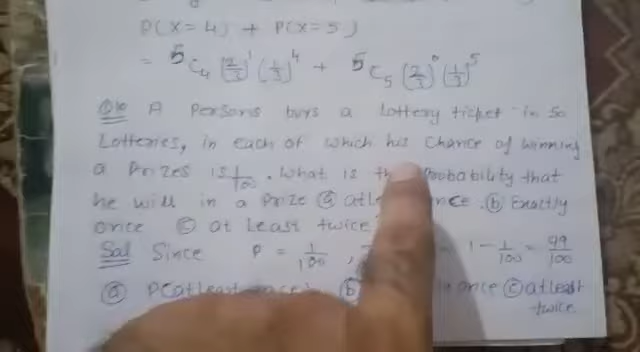 P(X=4) + P(X=5)
= 5C4 (2/3)^1 (1/3)^4 + 5C5 (2/3)^0 (1/3)^5
Q10 A Persons buys a lottery ticket in 50
Lotteries, in each of which his chance of winning
a Prizes is 1/100. What is the Probability that
he will in a Prize (a) atle nce. (b) Exactly
once (c) at Least twice
Sol Since P = 1/100, 1 - 1/100 = 99/100
(a) P(atleast (b) once (c) atleast
twice